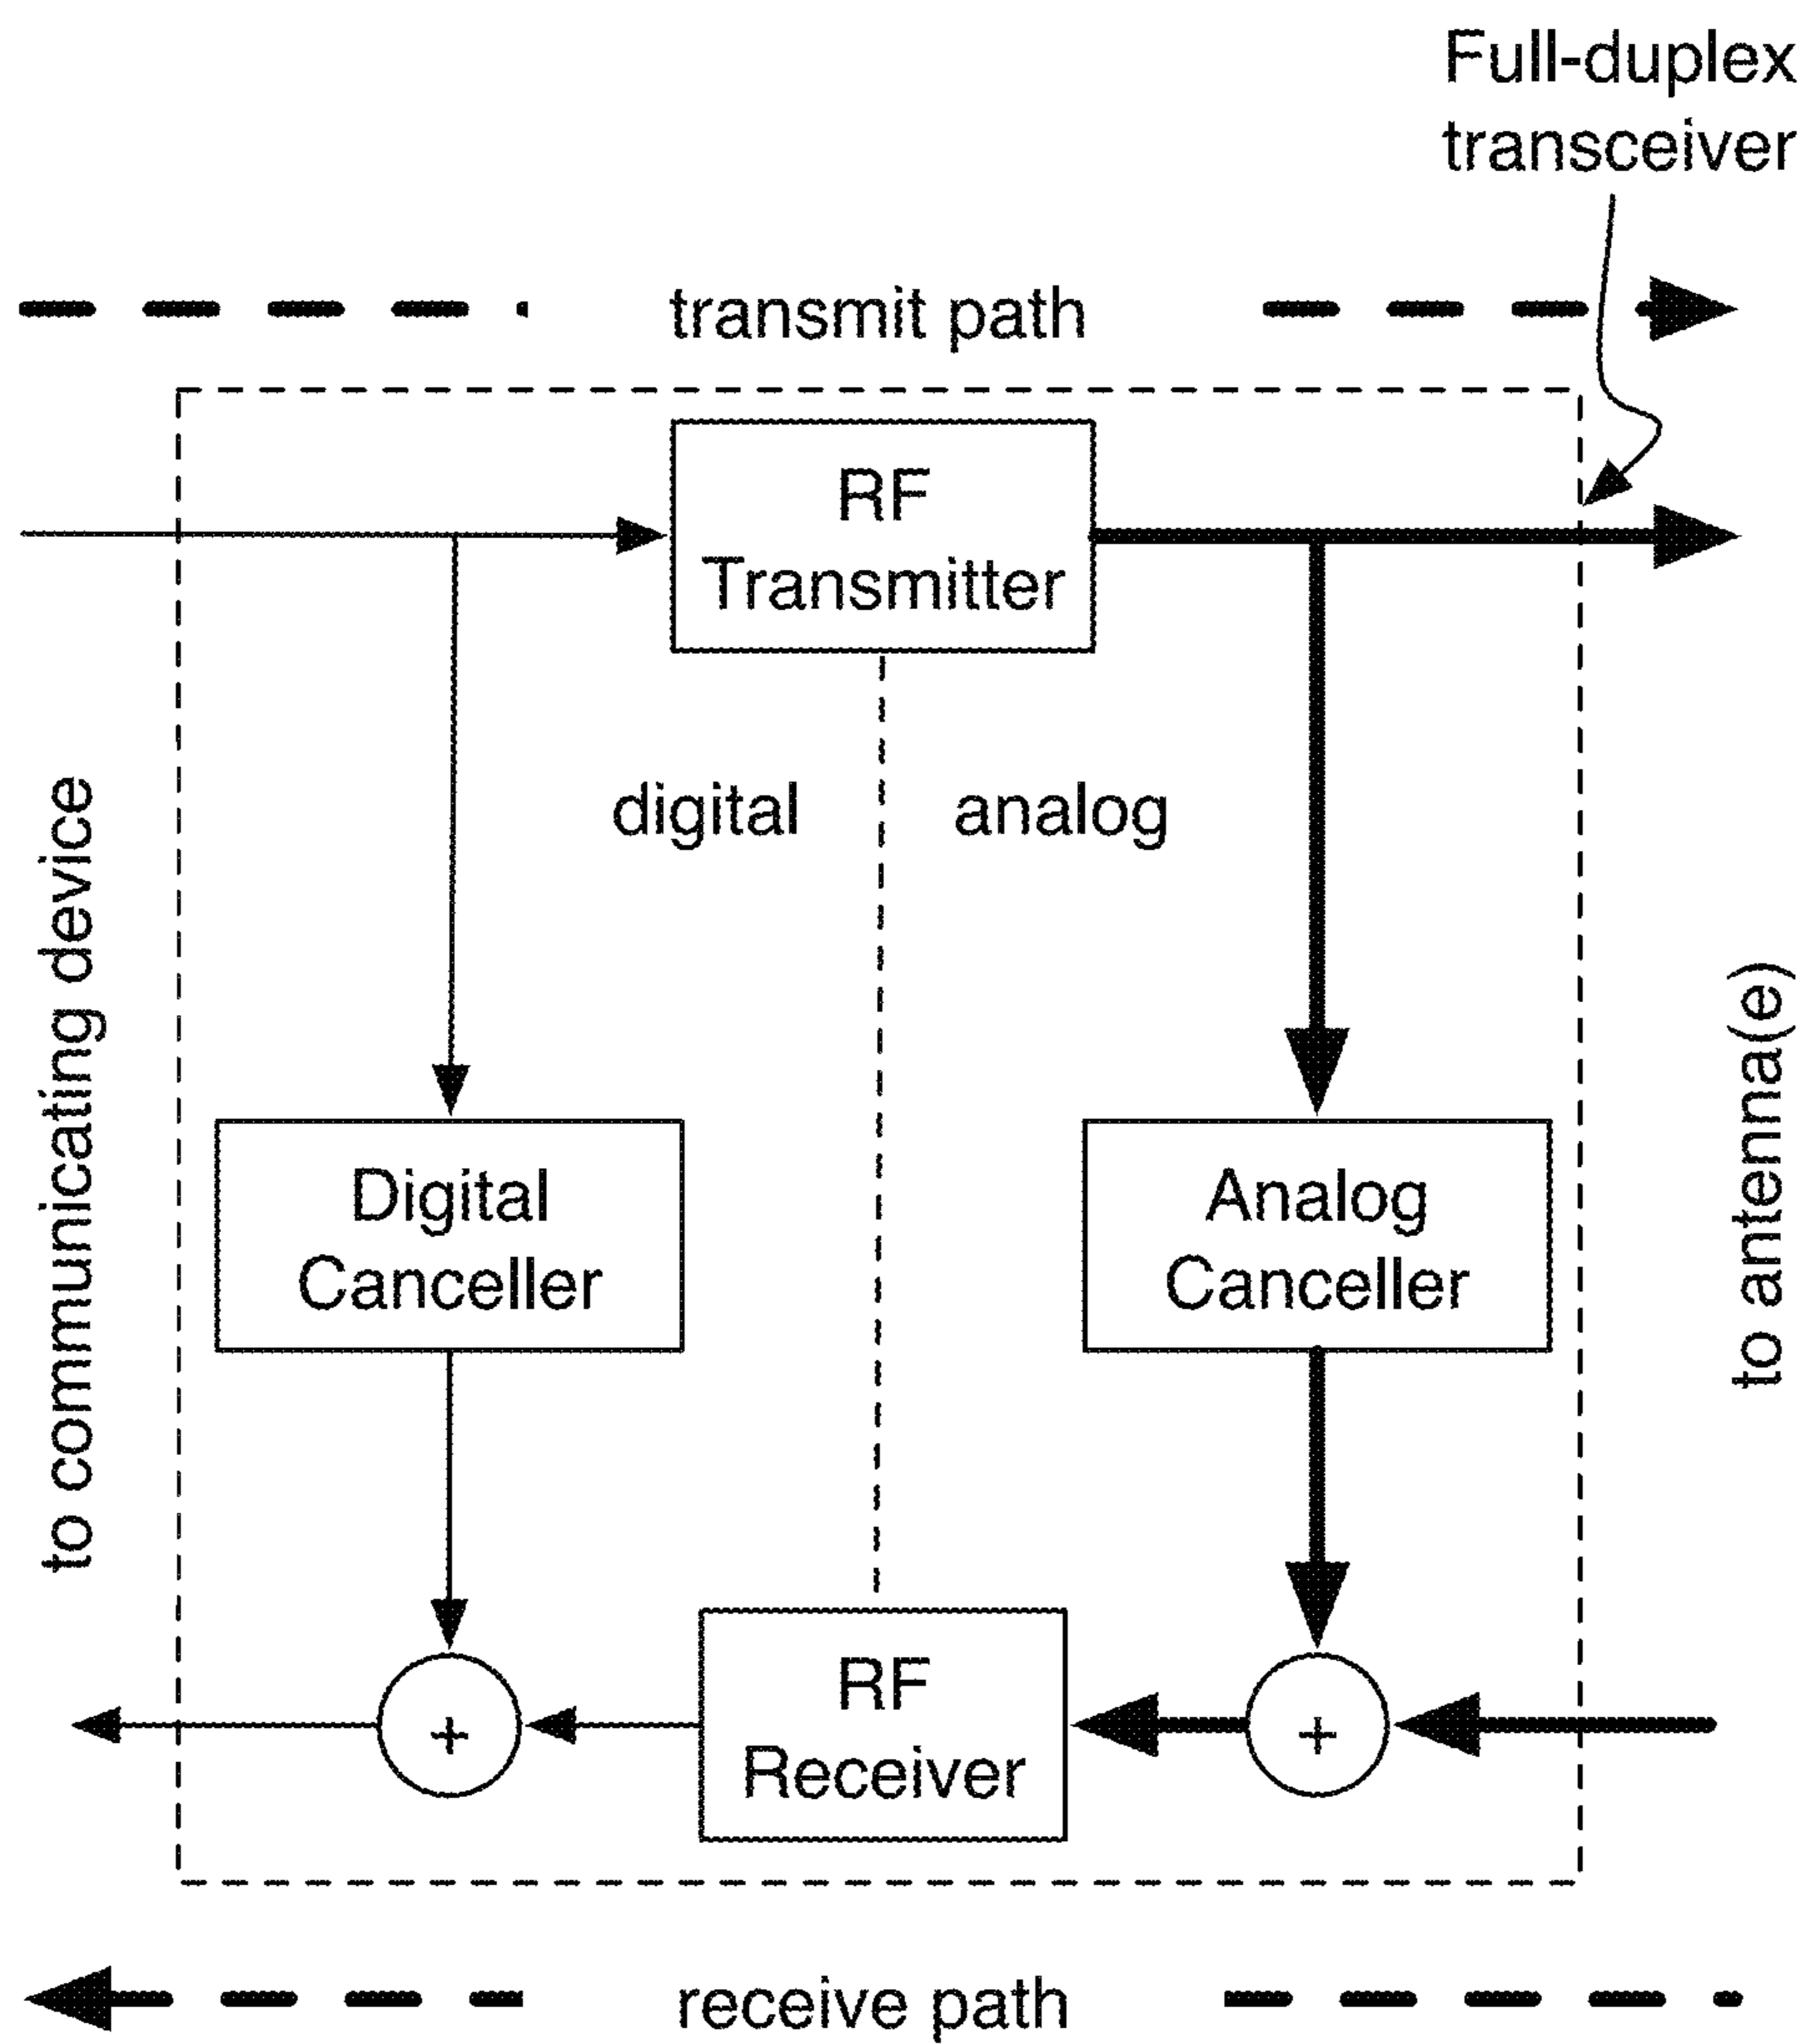 Full-duplex
transceiver
transmit path
RF
Transmitter
digital
analog
to communicating device
to antenna(e)
Digital
Canceller
Analog
Canceller
+
RF
Receiver
+
receive path